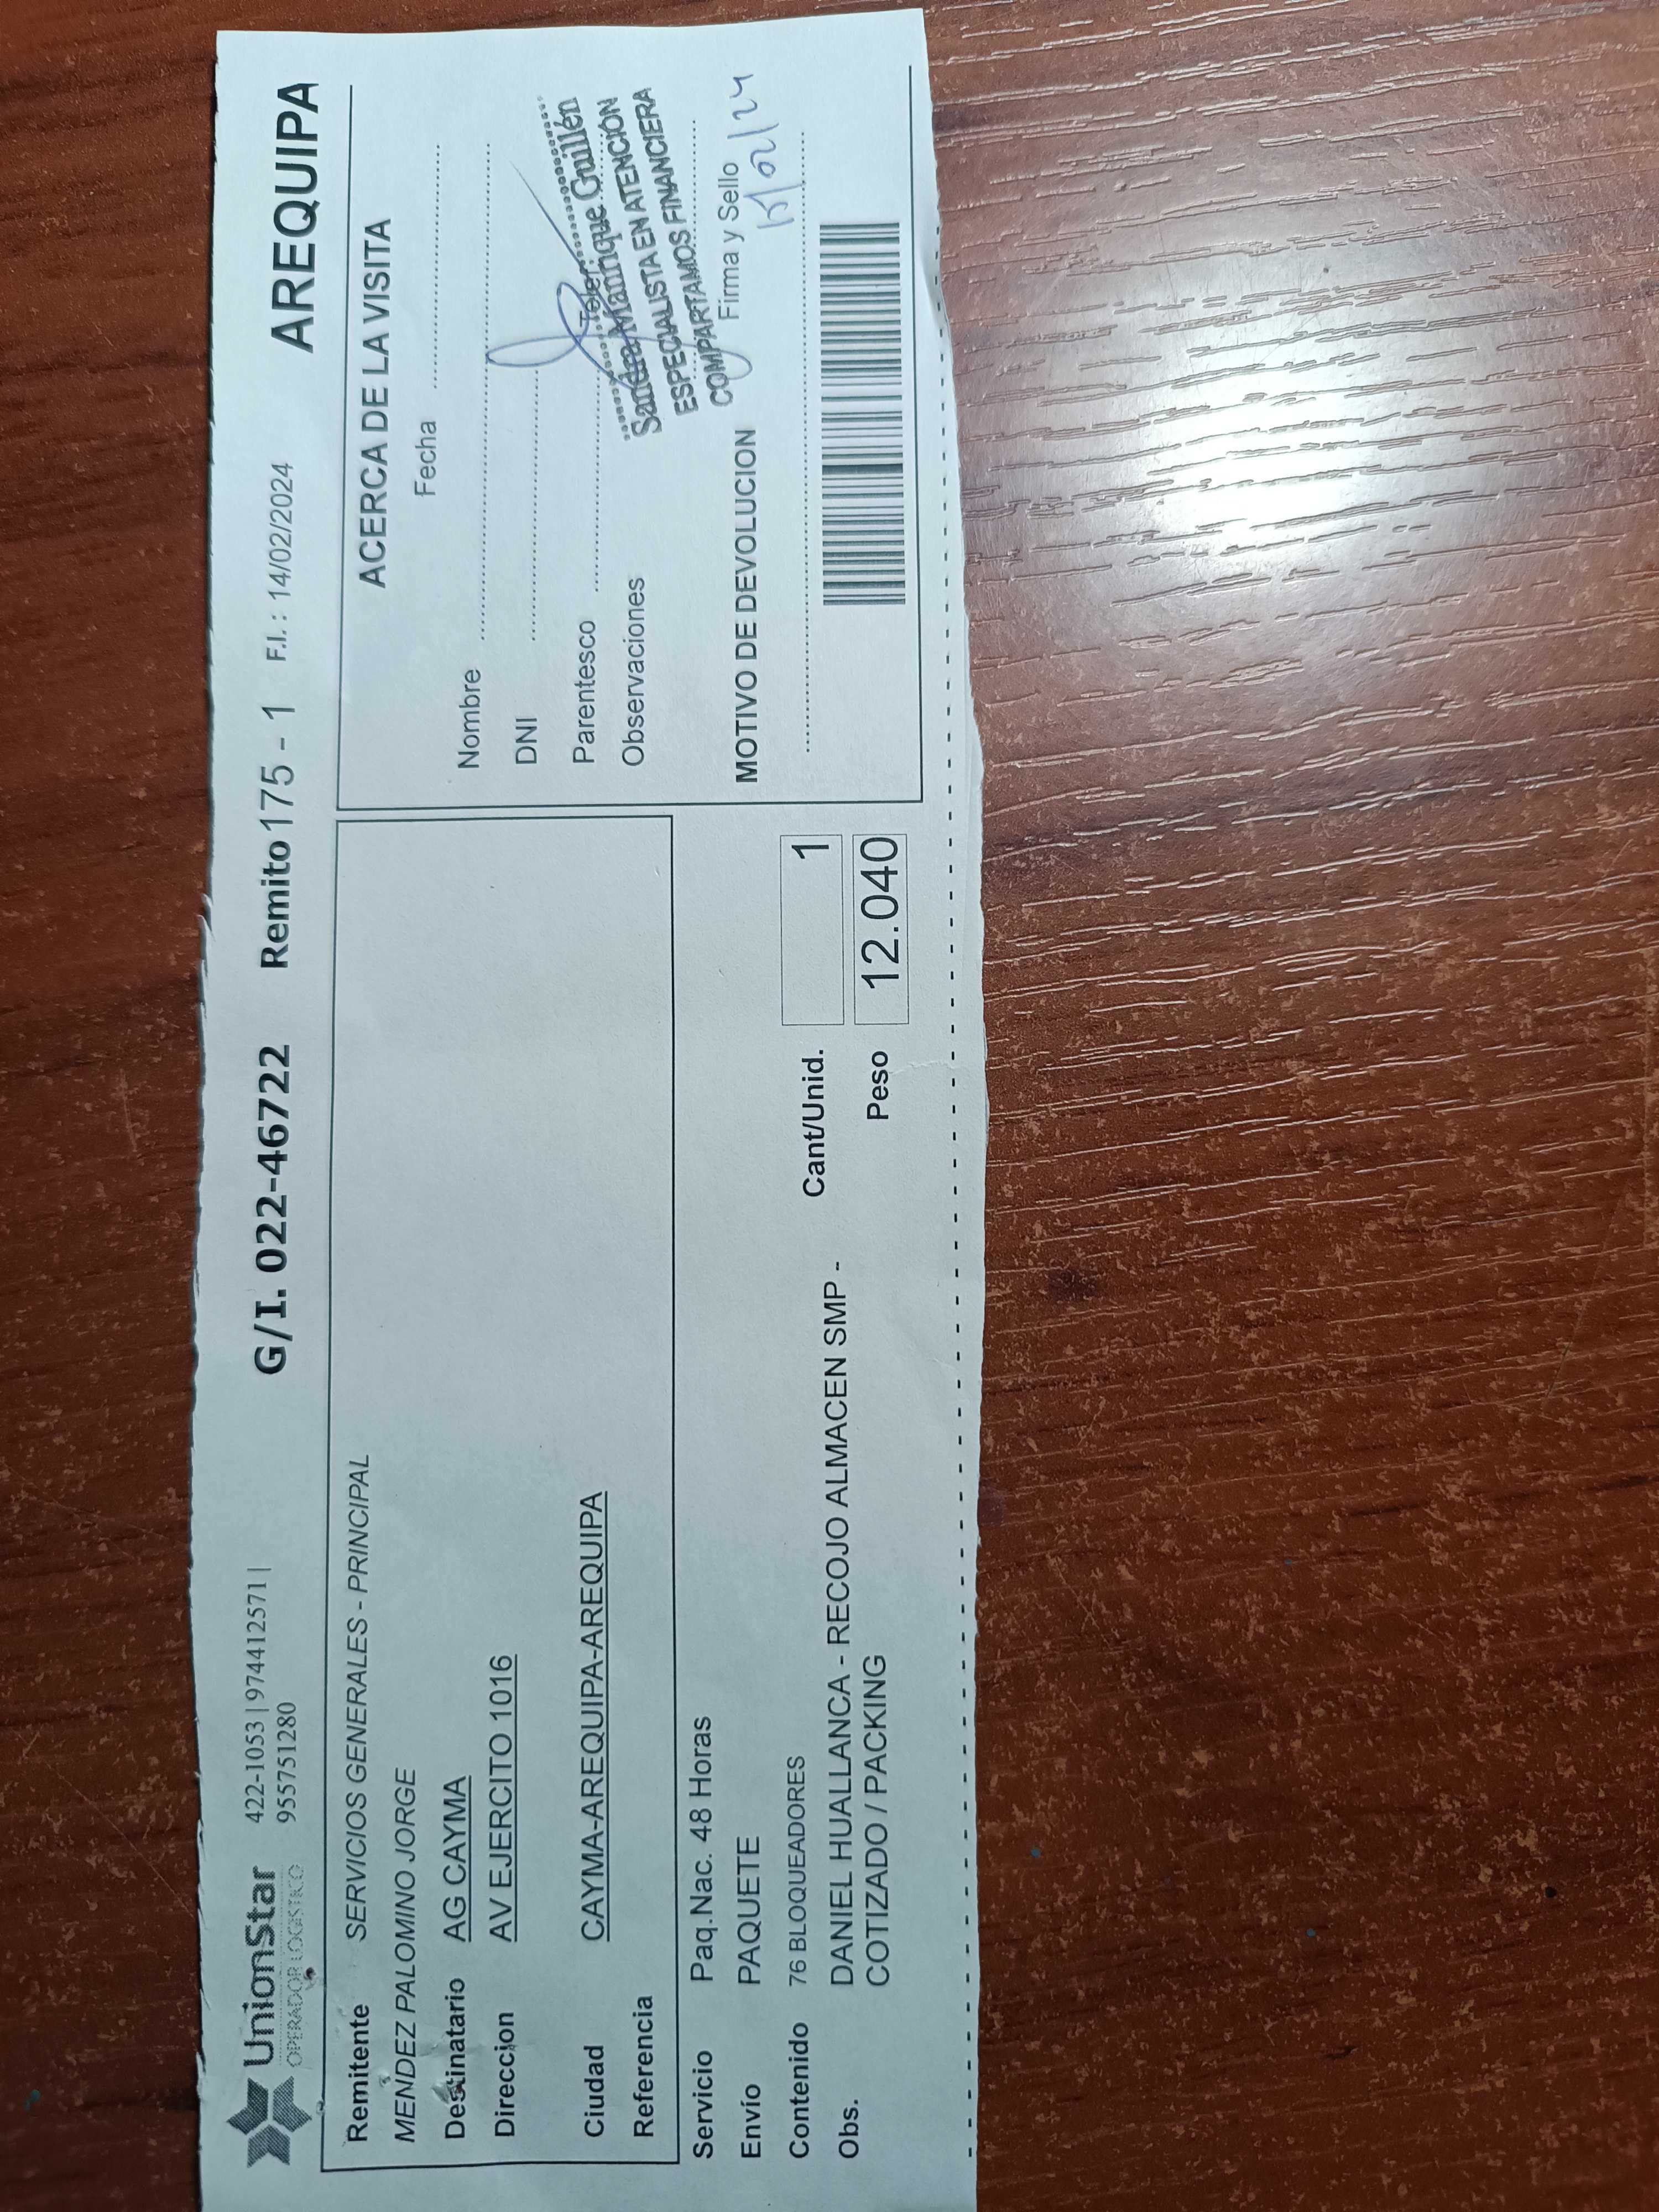 UnionStar
OPERADOR LOGISTICO
422-1053 | 974412571 |
955751280
G/I. 022-46722
Remito 175 - 1
F.I. : 14/02/2024
AREQUIPA
Remitente SERVICIOS GENERALES - PRINCIPAL
MENDEZ PALOMINO JORGE
Destinatario AG CAYMA
Direccion AV EJERCITO 1016
Ciudad CAYMA-AREQUIPA-AREQUIPA
Referencia
Servicio Paq.Nac. 48 Horas
Envío PAQUETE
Contenido 76 BLOQUEADORES
Obs. DANIEL HUALLANCA - RECOJO ALMACEN SMP -
COTIZADO / PACKING
Cant/Unid. 1
Peso 12.040
ACERCA DE LA VISITA
Fecha
Nombre
DNI
Parentesco
Telef.
Observaciones
Sandra Manrique Guillén
ESPECIALISTA EN ATENCIÓN
COMPARTAMOS FINANCIERA
Firma y Sello
15/02/24
MOTIVO DE DEVOLUCION